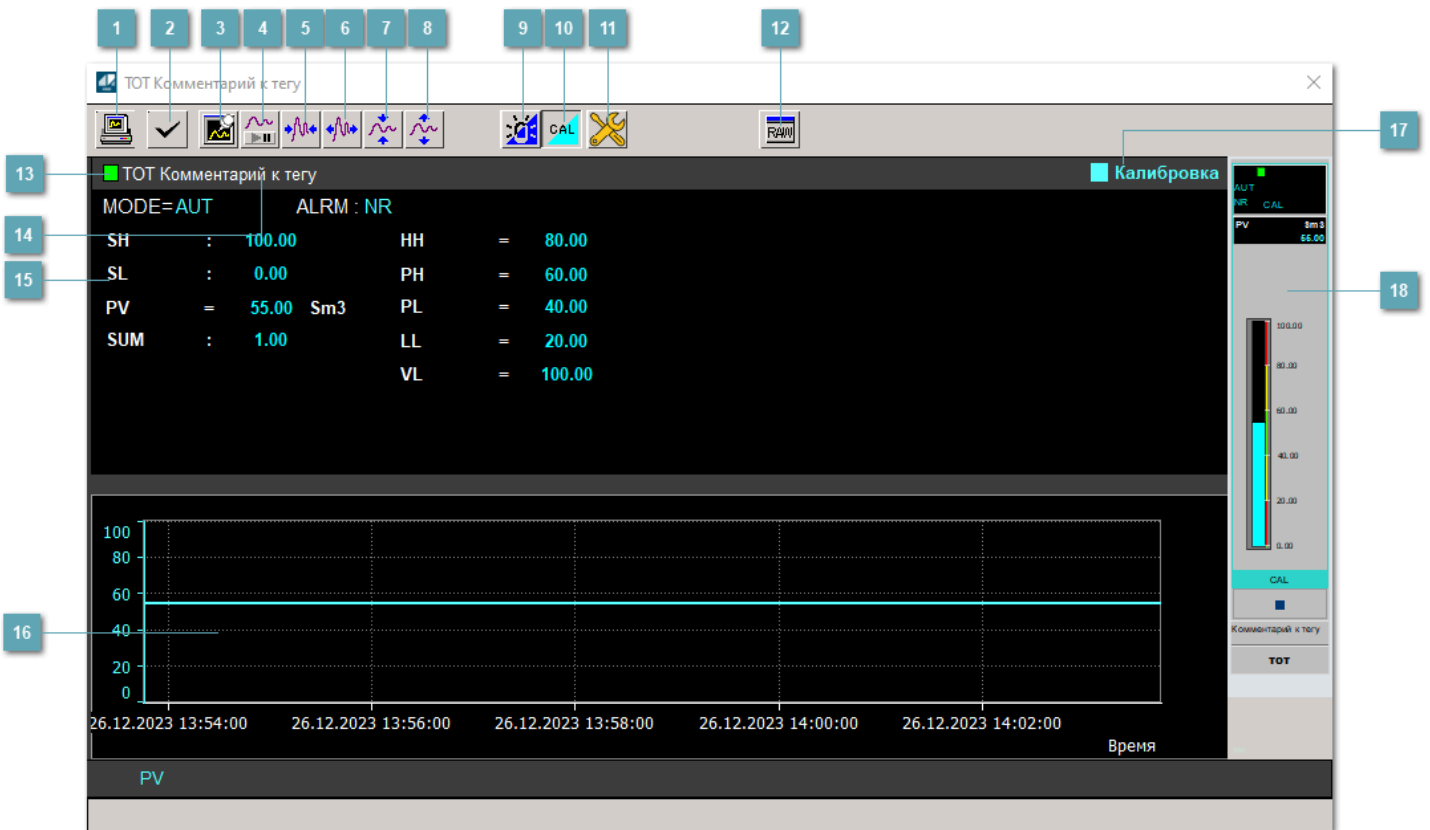 1 2 3 4 5 6 7 8 9 10 11 12
TOT Комментарий к тегу
CAL RAW
17
13
TOT Комментарий к тегу Калибровка
MODE=AUT ALRM : NR
14
SH : 100.00 HH = 80.00
15
SL : 0.00 PH = 60.00
PV = 55.00 Sm3 PL = 40.00
SUM : 1.00 LL = 20.00
VL = 100.00
AUT
NR CAL
PV Sm3
55.00
18
100.00
80.00
60.00
40.00
20.00
0.00
CAL
Комментарий к тегу
TOT
16
100
80
60
40
20
0
26.12.2023 13:54:00 26.12.2023 13:56:00 26.12.2023 13:58:00 26.12.2023 14:00:00 26.12.2023 14:02:00
Время
PV